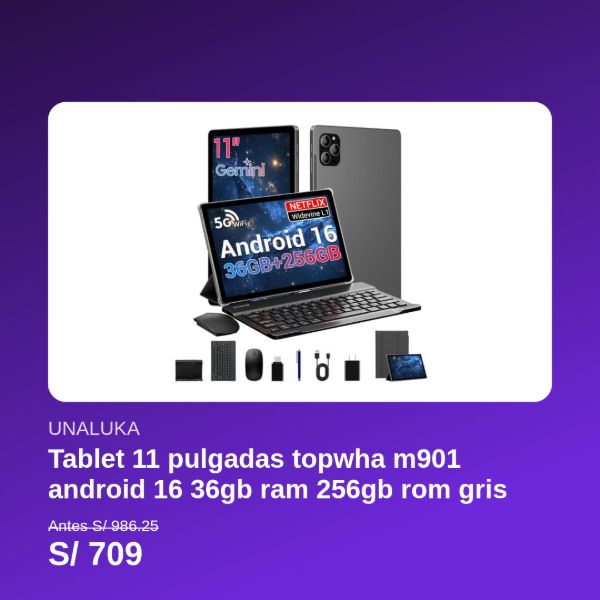 11"
Gemini
NETFLIX
Widevine L1
5G WiFi
Android 16
36GB+256GB
UNALUKA
Tablet 11 pulgadas topwha m901
android 16 36gb ram 256gb rom gris
Antes S/ 986.25
S/ 709